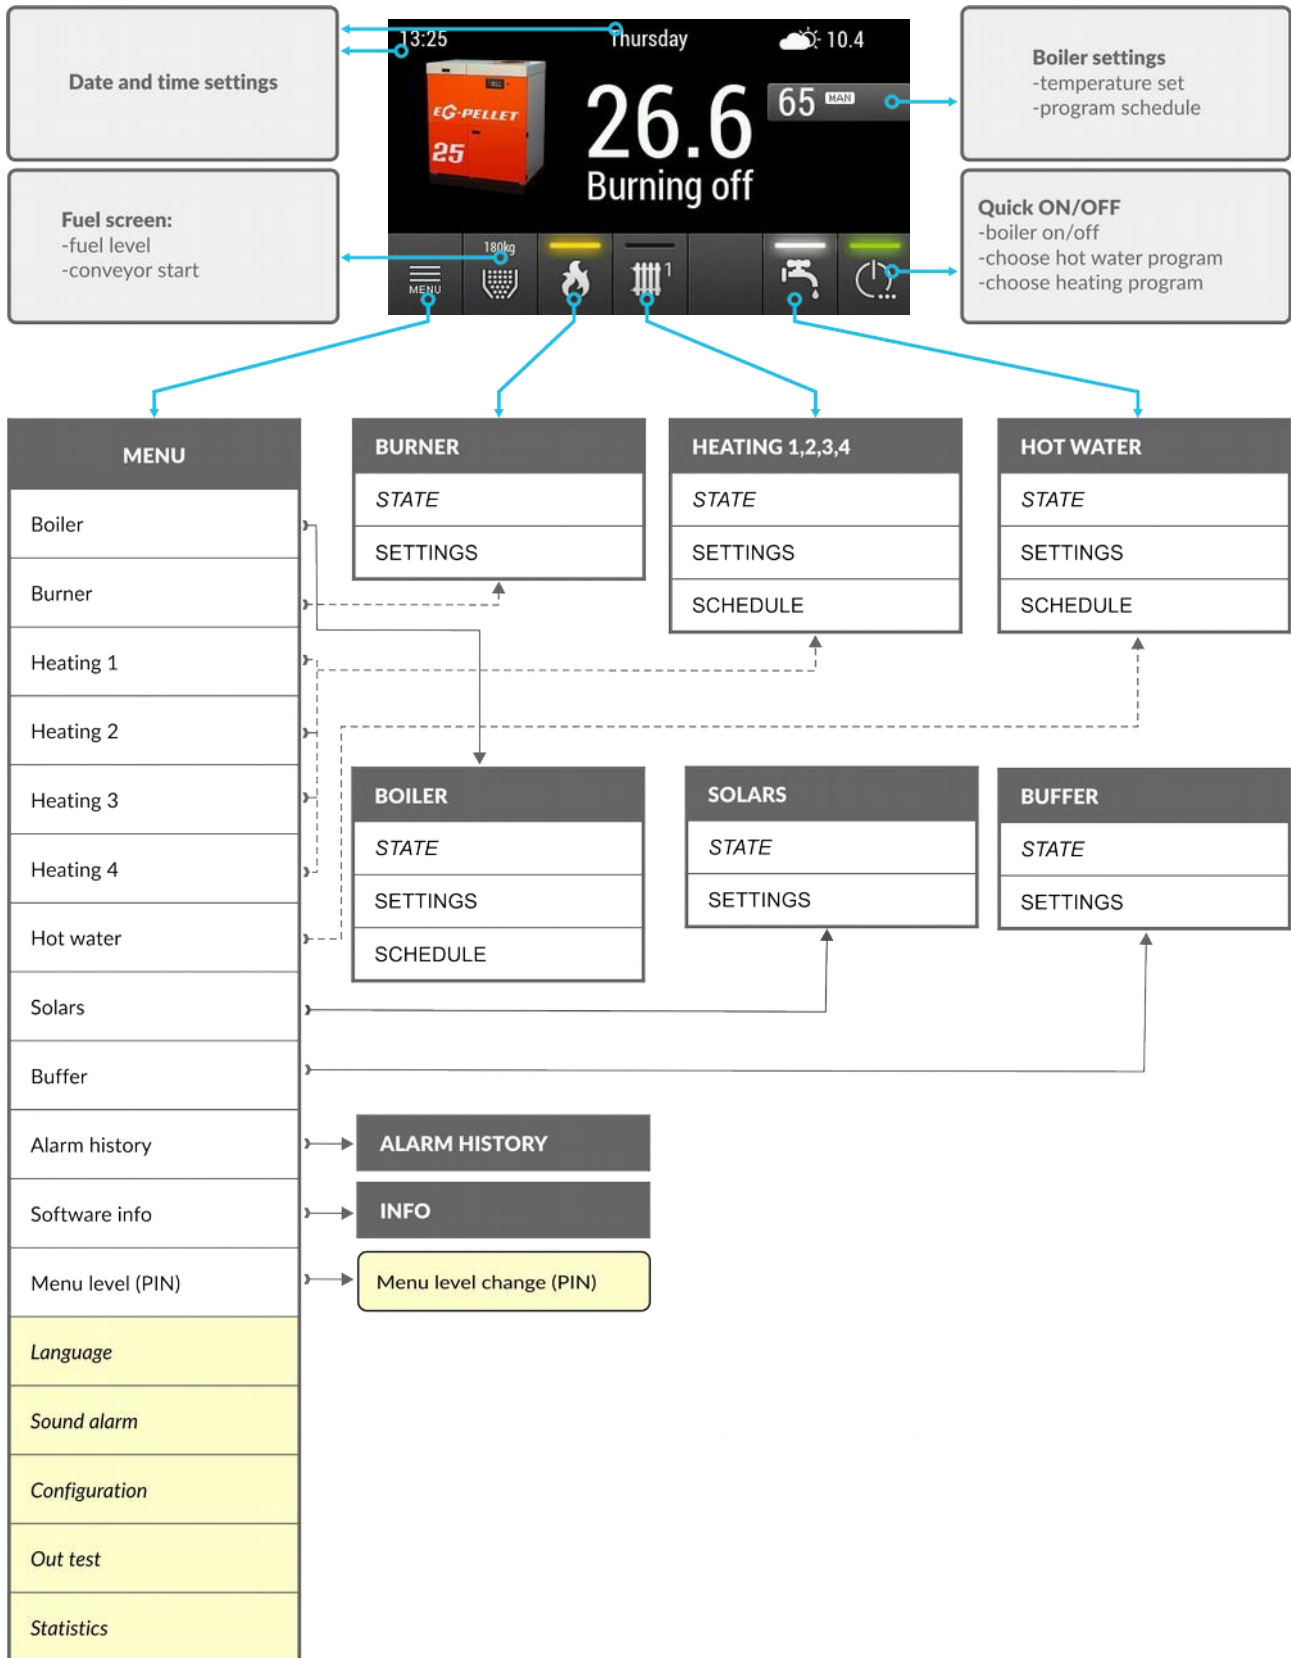 Date and time settings
Fuel screen:
-fuel level
-conveyor start
13:25
Thursday
10.4
EG-PELLET
25
26.6
Burning off
65 MAN
MENU
180kg
1
Boiler settings
-temperature set
-program schedule
Quick ON/OFF
-boiler on/off
-choose hot water program
-choose heating program
MENU
Boiler
Burner
Heating 1
Heating 2
Heating 3
Heating 4
Hot water
Solars
Buffer
Alarm history
Software info
Menu level (PIN)
Language
Sound alarm
Configuration
Out test
Statistics
BURNER
STATE
SETTINGS
HEATING 1,2,3,4
STATE
SETTINGS
SCHEDULE
HOT WATER
STATE
SETTINGS
SCHEDULE
BOILER
STATE
SETTINGS
SCHEDULE
SOLARS
STATE
SETTINGS
BUFFER
STATE
SETTINGS
ALARM HISTORY
INFO
Menu level change (PIN)